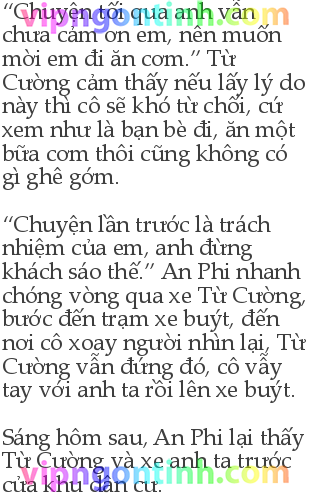 “Chuyện tối qua anh vẫn
chưa cảm ơn em, nên muốn
mời em đi ăn cơm.” Từ
Cường cảm thấy nếu lấy lý do
này thì cô sẽ khó từ chối, cứ
xem như là bạn bè đi, ăn một
bữa cơm thôi cũng không có
gì ghê gớm.
“Chuyện lần trước là trách
nhiệm của em, anh đừng
khách sáo thế.” An Phi nhanh
chóng vòng qua xe Từ Cường,
bước đến trạm xe buýt, đến
nơi cô xoay người nhìn lại, Từ
Cường vẫn đứng đó, cô vẫy
tay với anh ta rồi lên xe buýt.
Sáng hôm sau, An Phi lại thấy
Từ Cường và xe anh ta trước
cửa khu dân cư.
vipngontinh.com
vipngontinh.com